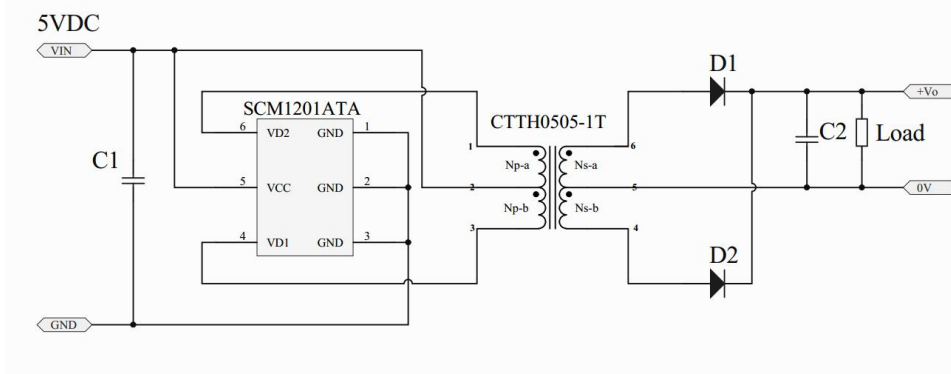 5VDC
VIN
D1
SCM1201ATA
CTTH0505-1T
+Vo
6 VD2 GND 1
1 6
C1
Np-a Ns-a
C2 Load
5 VCC GND 2
2 5
0V
Np-b Ns-b
4 VD1 GND 3
3 4
D2
GND